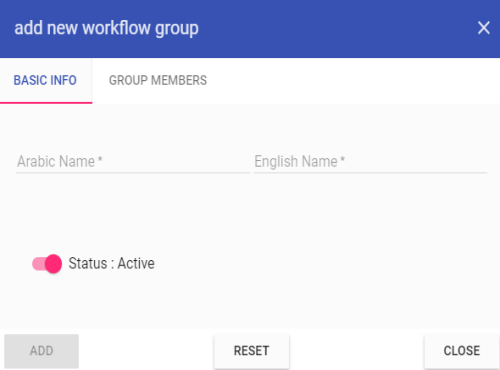 add new workflow group
BASIC INFO GROUP MEMBERS
Arabic Name * English Name *
Status : Active
ADD RESET CLOSE